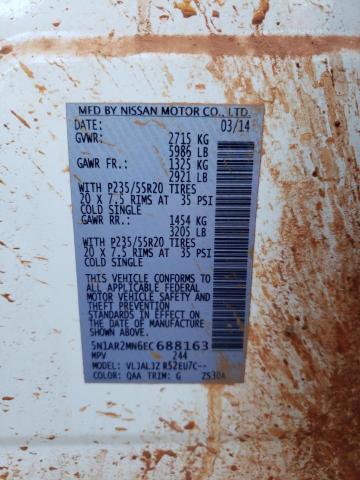 MFD BY NISSAN MOTOR CO., LTD.
DATE: 03/14
GVWR: 2715 KG
5986 LB
GAWR FR.: 1325 KG
2921 LB
WITH P235/55R20 TIRES
20 X 7.5 RIMS AT 35 PSI
COLD SINGLE
GAWR RR.: 1454 KG
3205 LB
WITH P235/55R20 TIRES
20 X 7.5 RIMS AT 35 PSI
COLD SINGLE
THIS VEHICLE CONFORMS TO
ALL APPLICABLE FEDERAL
MOTOR VEHICLE SAFETY
AND THEFT PREVENTION
STANDARDS IN EFFECT ON
THE DATE OF MANUFACTURE
SHOWN ABOVE.
5N1AR2MN6EC688163
MPV 244
MODEL: VLJALJZ R52EU7C--
COLOR: QAA TRIM: G ZS30A